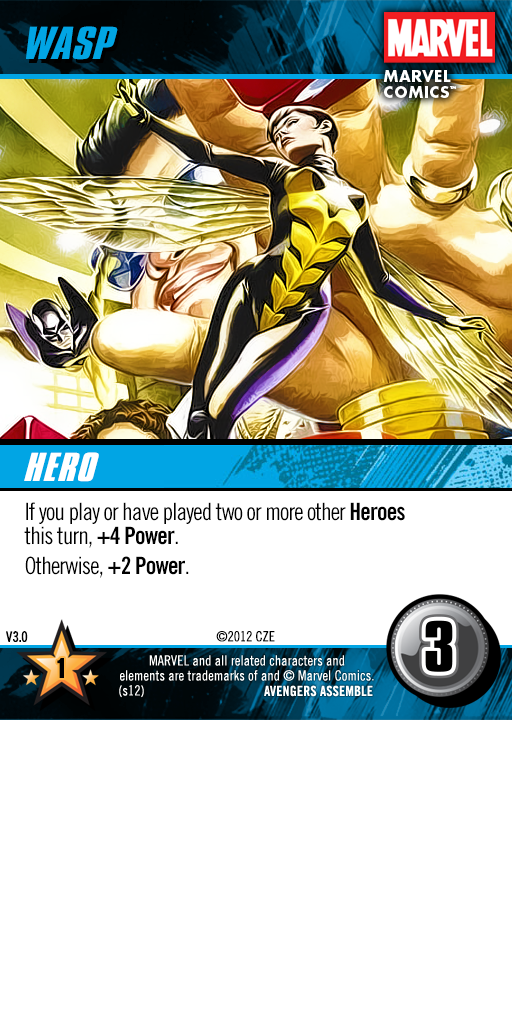 WASP
MARVEL
MARVEL
COMICS™
HERO
If you play or have played two or more other Heroes
this turn, +4 Power.
Otherwise, +2 Power.
V3.0
©2012 CZE
3
1
MARVEL and all related characters and
elements are trademarks of and © Marvel Comics.
(s12)
AVENGERS ASSEMBLE